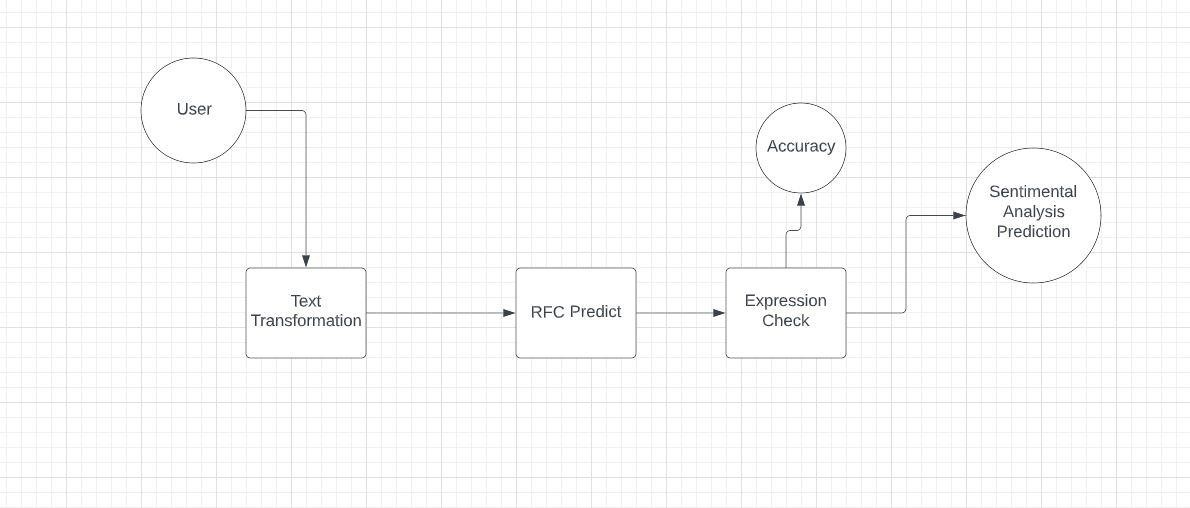 User
Accuracy
Sentimental
Analysis
Prediction
Text
Transformation
RFC Predict
Expression
Check